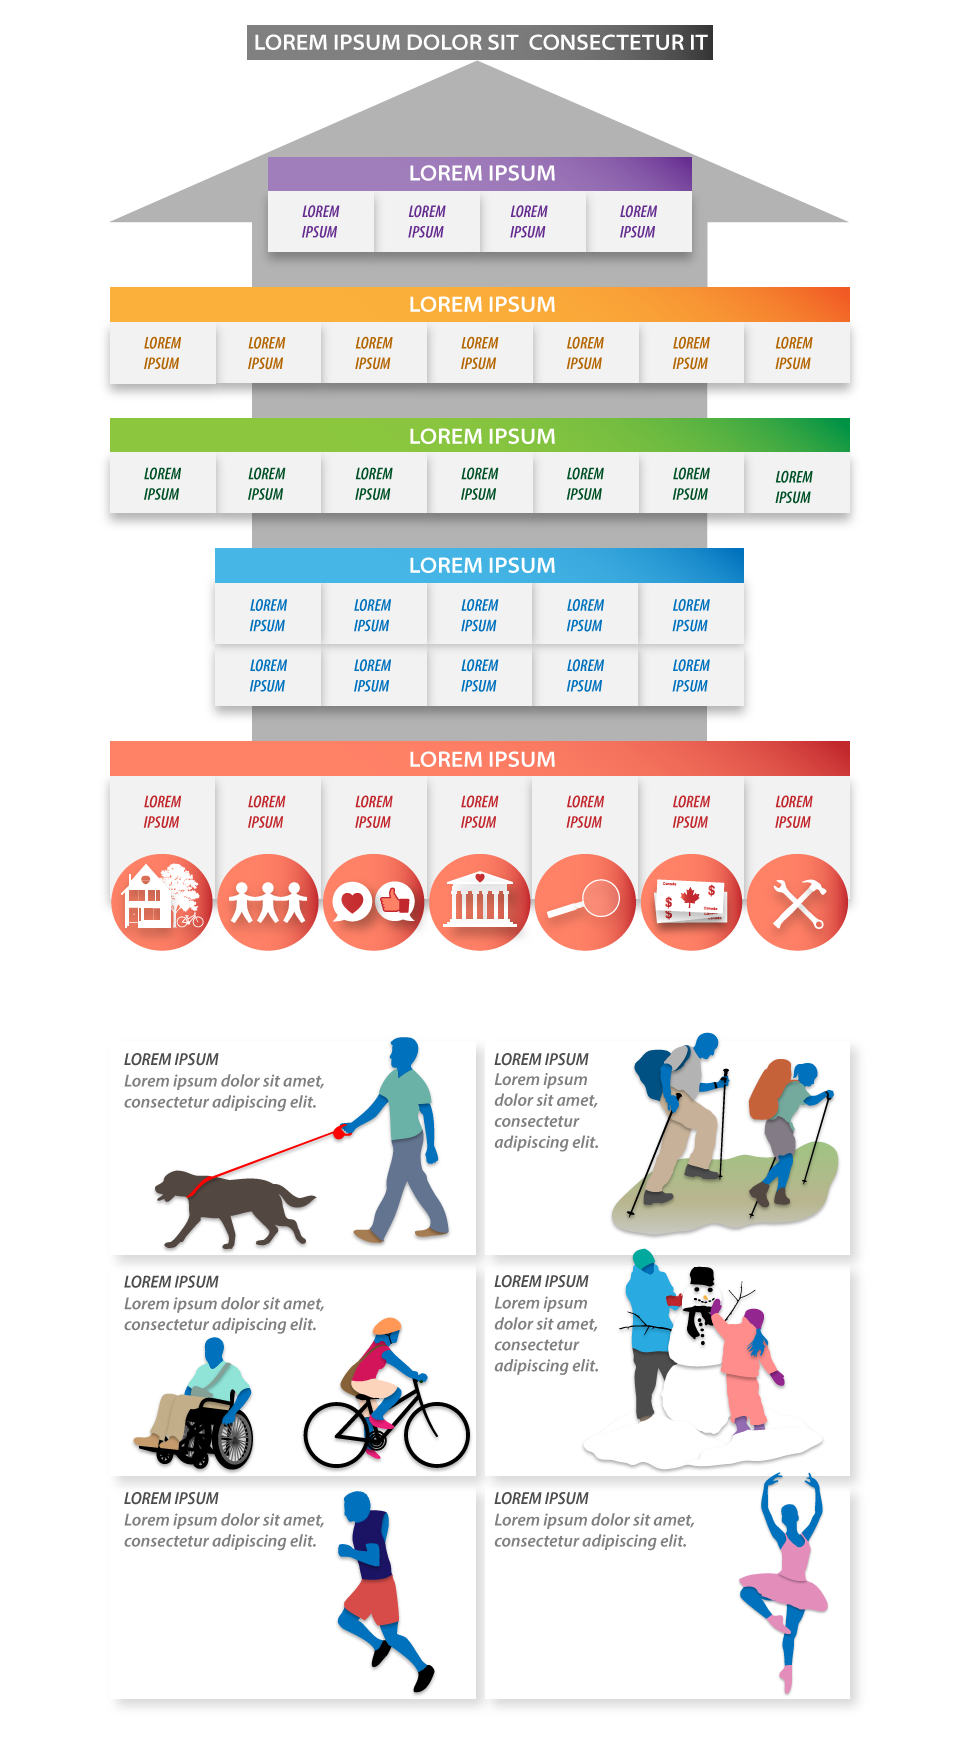 LOREM IPSUM DOLOR SIT  CONSECTETUR IT
LOREM IPSUM
LOREM LOREM LOREM LOREM
IPSUM IPSUM IPSUM IPSUM
LOREM IPSUM
LOREM LOREM LOREM LOREM LOREM LOREM LOREM
IPSUM IPSUM IPSUM IPSUM IPSUM IPSUM IPSUM
LOREM IPSUM
LOREM LOREM LOREM LOREM LOREM LOREM LOREM
IPSUM IPSUM IPSUM IPSUM IPSUM IPSUM IPSUM
LOREM IPSUM
LOREM LOREM LOREM LOREM LOREM
IPSUM IPSUM IPSUM IPSUM IPSUM
LOREM LOREM LOREM LOREM LOREM
IPSUM IPSUM IPSUM IPSUM IPSUM
LOREM IPSUM
LOREM LOREM LOREM LOREM LOREM LOREM LOREM
IPSUM IPSUM IPSUM IPSUM IPSUM IPSUM IPSUM
Canada
$
$
Canada
$
LOREM IPSUM
Lorem ipsum dolor sit amet,
consectetur adipiscing elit.
LOREM IPSUM
Lorem ipsum
dolor sit amet,
consectetur
adipiscing elit.
LOREM IPSUM
Lorem ipsum dolor sit amet,
consectetur adipiscing elit.
LOREM IPSUM
Lorem ipsum
dolor sit amet,
consectetur
adipiscing elit.
LOREM IPSUM
Lorem ipsum dolor sit amet,
consectetur adipiscing elit.
LOREM IPSUM
Lorem ipsum dolor sit amet,
consectetur adipiscing elit.